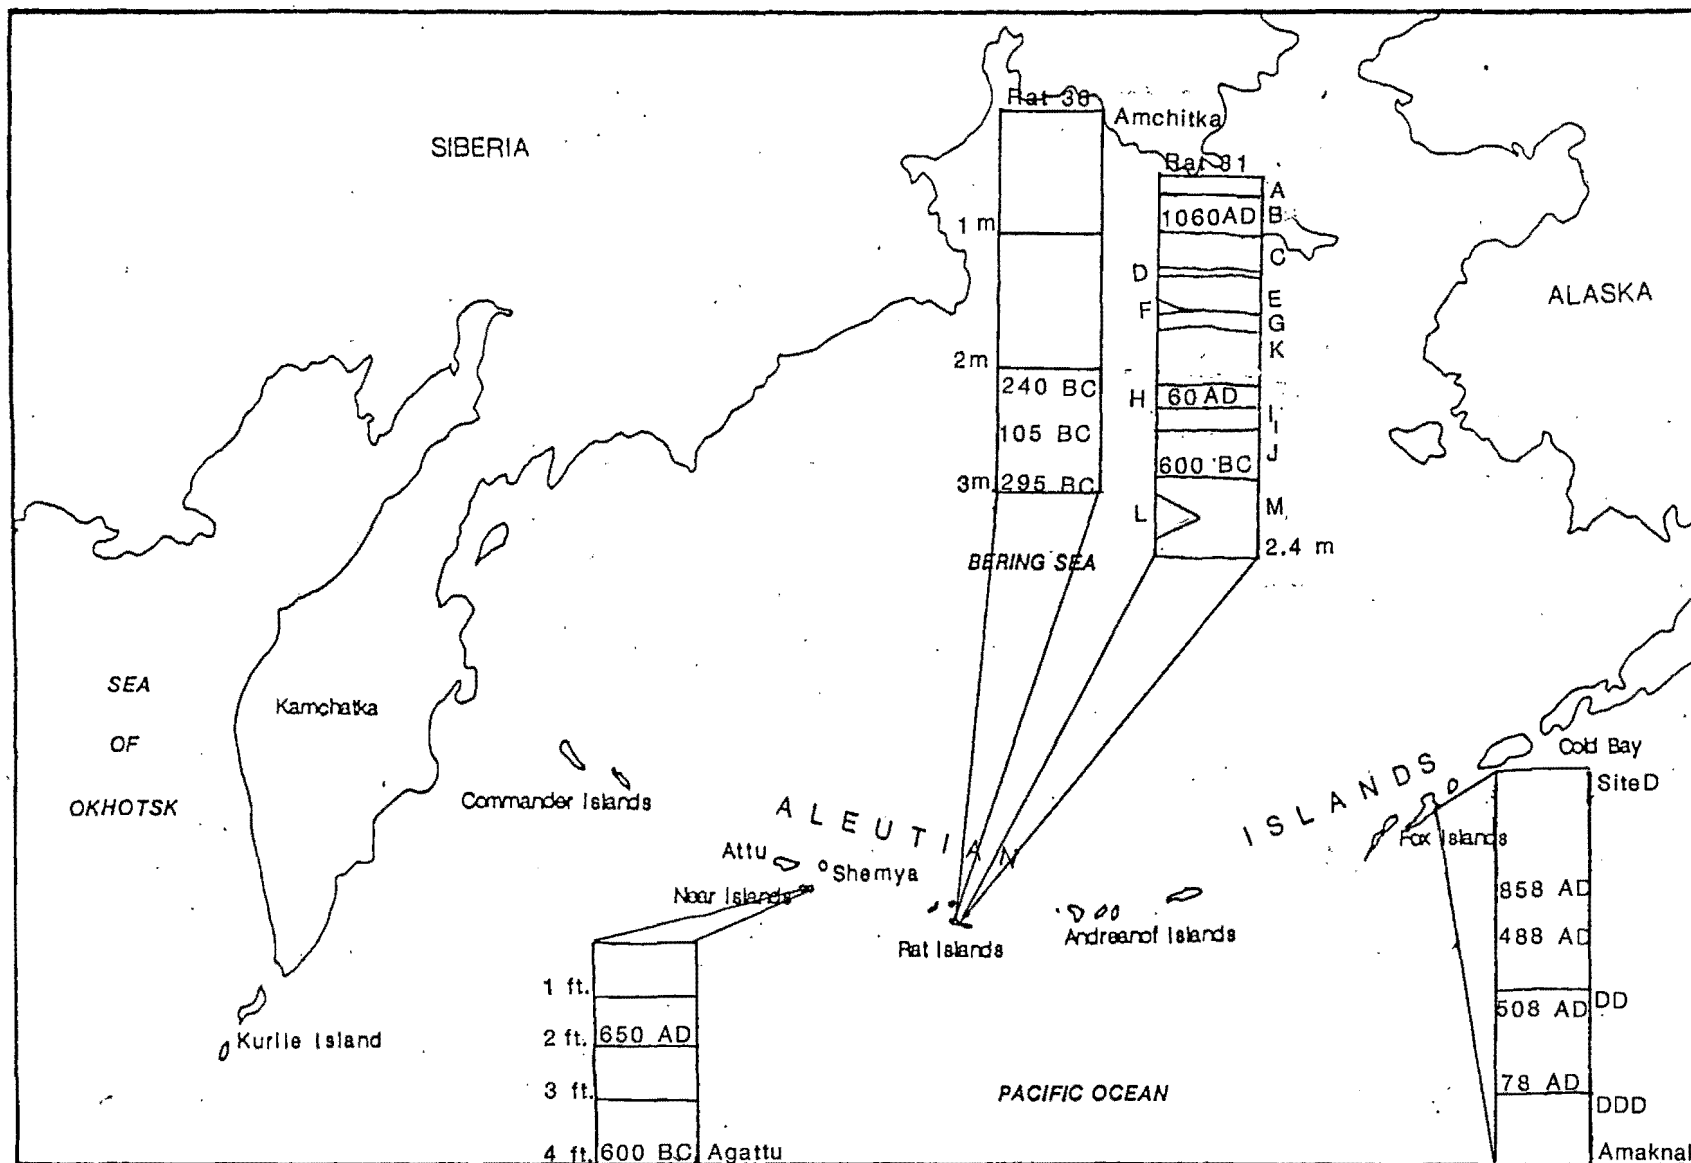 SIBERIA
ALASKA
Rat 36
Amchitka
1 m
2m
240 BC
105 BC
3m 295 BC
Rat 31
A
1060AD B
C
D
E
F
G
K
H 60 AD
I
I
J
600 BC
L M
2.4 m
BERING SEA
SEA
OF
OKHOTSK
Kamchatka
Commander Islands
Kurile Island
ALEUTIAN ISLANDS
Attu
Shemya
Near Islands
Rat Islands
Andreanof Islands
Fox Islands
Cold Bay
Site D
858 AD
488 AD
DD
508 AD
78 AD
DDD
Amaknak
1 ft.
2 ft. 650 AD
3 ft.
4 ft. 600 BC Agattu
PACIFIC OCEAN